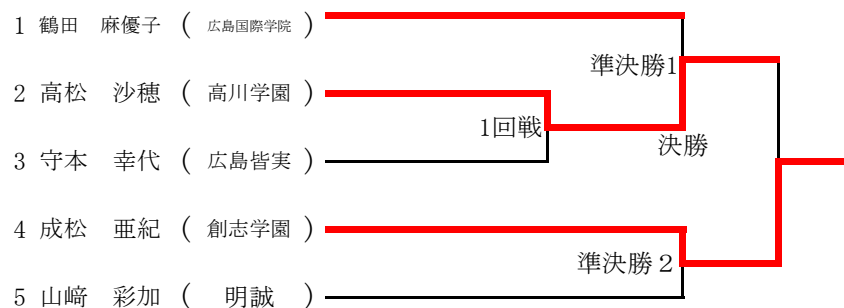 1 鶴田 麻優子 ( 広島国際学院 )
準決勝1
2 高松 沙穂 ( 高川学園 )
1回戦
決勝
3 守本 幸代 ( 広島皆実 )
4 成松 亜紀 ( 創志学園 )
準決勝2
5 山﨑 彩加 ( 明誠 )